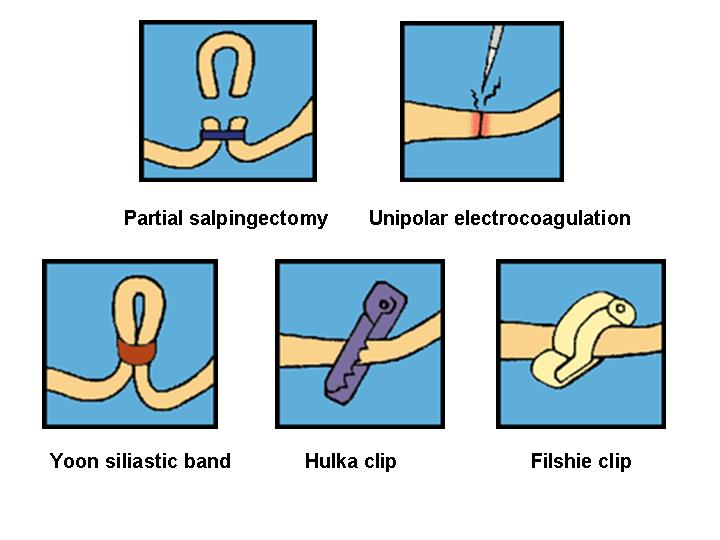 Partial salpingectomy
Unipolar electrocoagulation
Yoon siliastic band
Hulka clip
Filshie clip